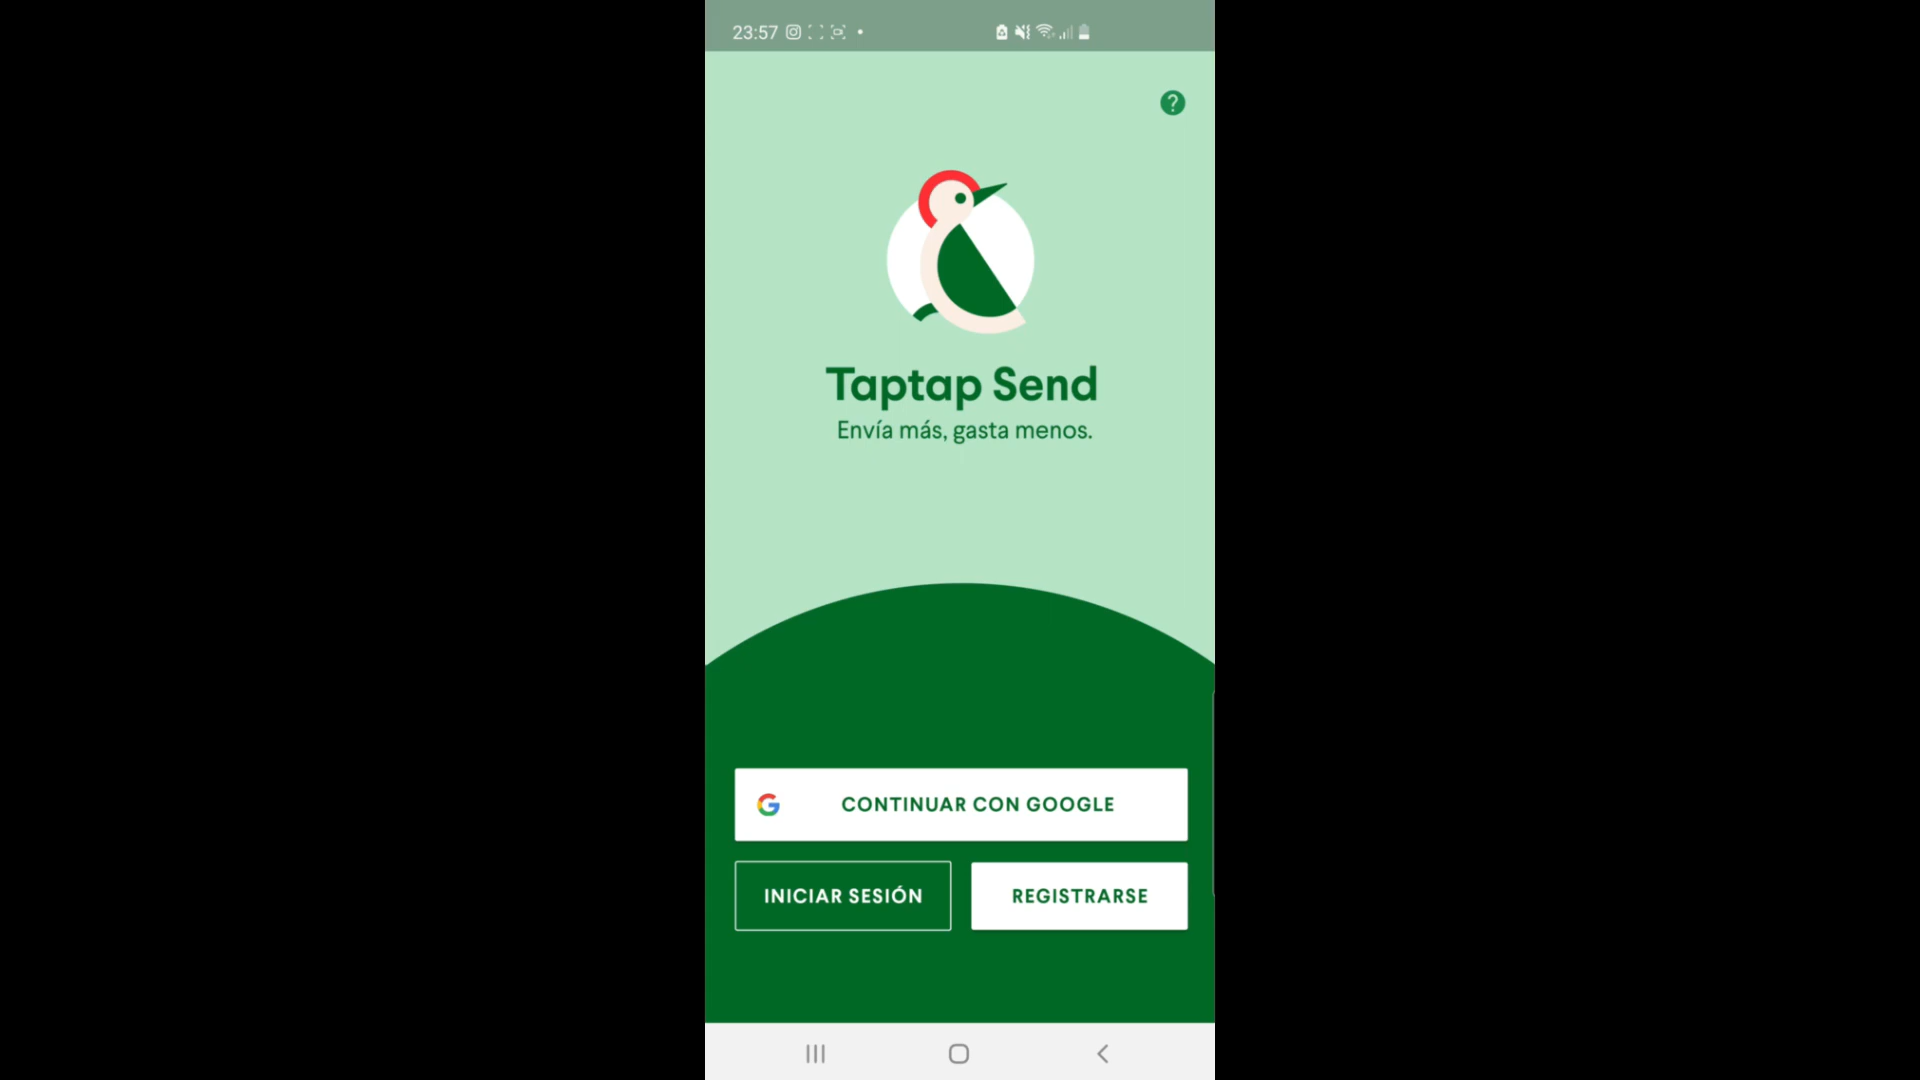 23:57
Taptap Send
Envía más, gasta menos.
CONTINUAR CON GOOGLE
INICIAR SESIÓN
REGISTRARSE